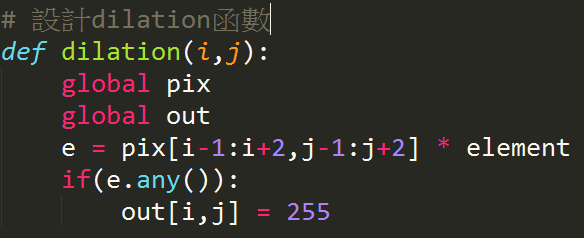 # 設計dilation函數
def dilation(i,j):
    global pix
    global out
    e = pix[i-1:i+2,j-1:j+2] * element
    if(e.any()):
        out[i,j] = 255